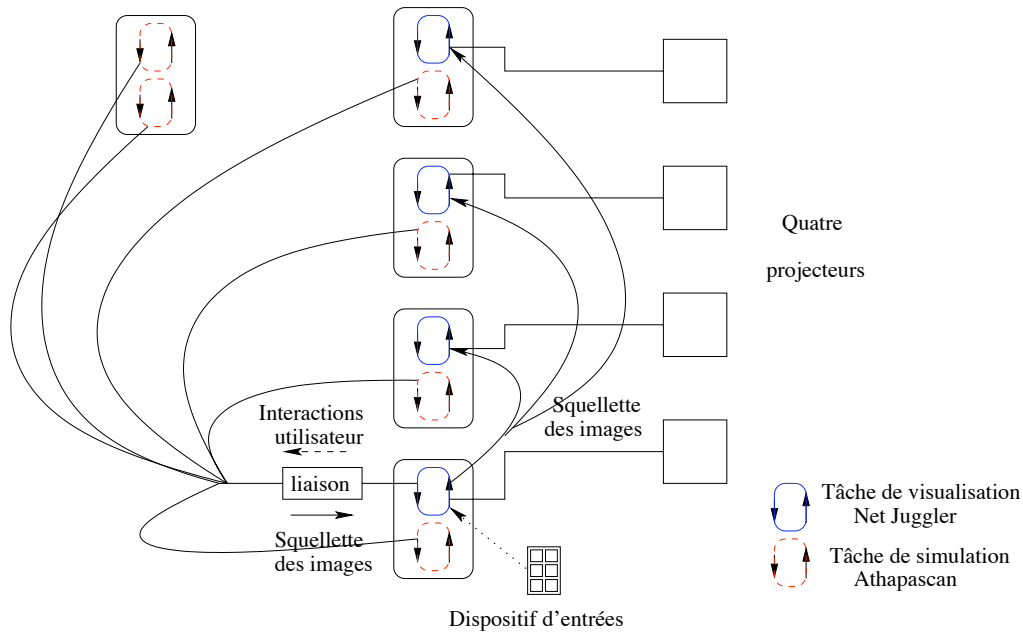 Quatre
projecteurs
Squellette
des images
Interactions
utilisateur
liaison
Squellette
des images
Tâche de visualisation
Net Juggler
Tâche de simulation
Athapascan
Dispositif d'entrées